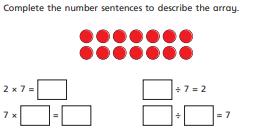 Complete the number sentences to describe the array.
2 × 7 =
÷ 7 = 2
7 × =
÷ = 7